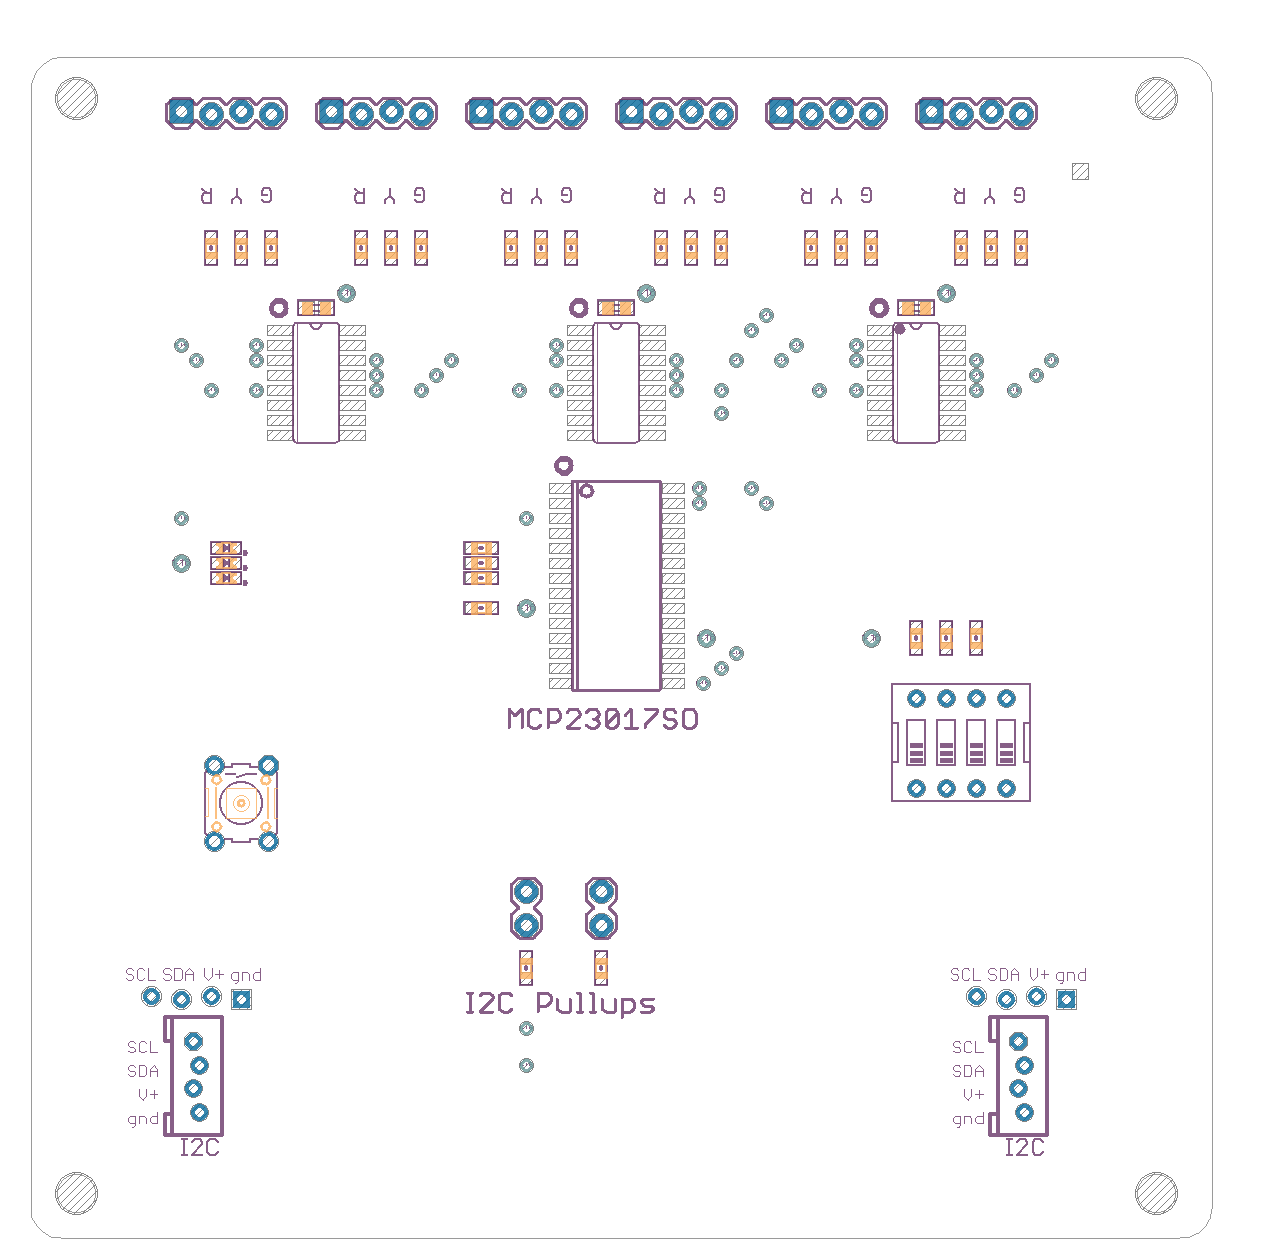 R Y G R Y G R Y G R Y G R Y G R Y G
MCP23017SO
SCL SDA V+ gnd
SCL SDA V+ gnd
I2C Pullups
SCL
SDA
V+
gnd
I2C
SCL
SDA
V+
gnd
I2C